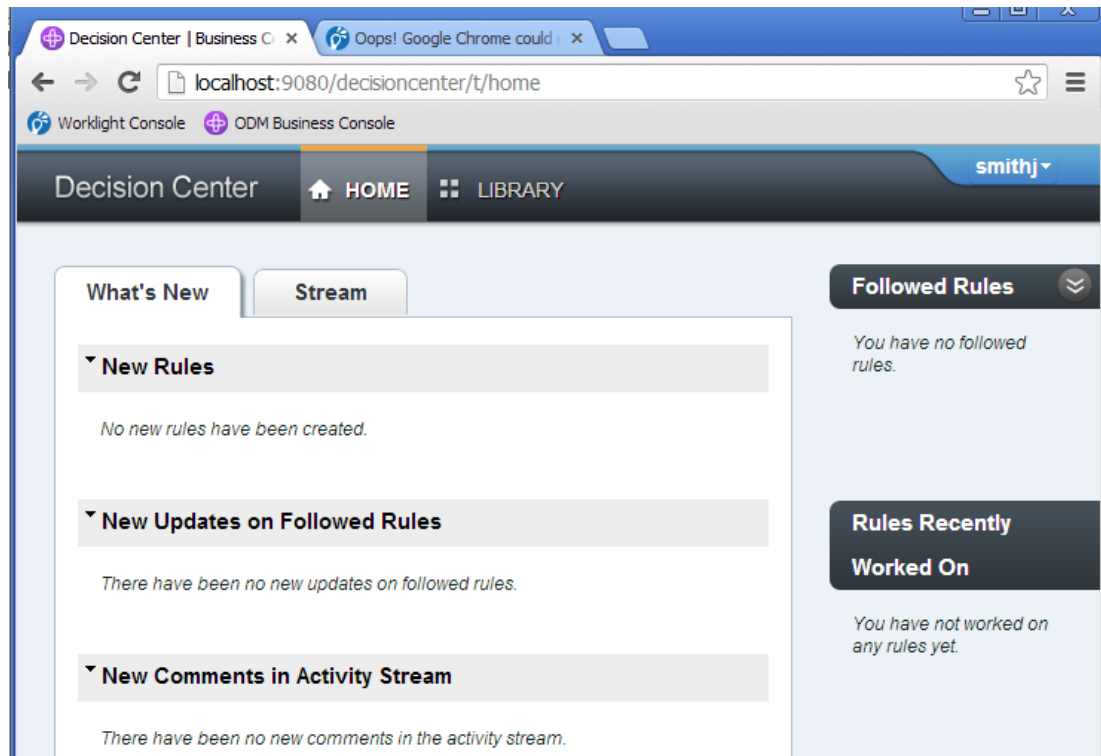 Decision Center | Business C
Oops! Google Chrome could
localhost:9080/decisioncenter/t/home
Worklight Console
ODM Business Console
Decision Center
HOME
LIBRARY
smithj
What's New
Stream
New Rules
No new rules have been created.
New Updates on Followed Rules
There have been no new updates on followed rules.
New Comments in Activity Stream
There have been no new comments in the activity stream.
Followed Rules
You have no followed
rules.
Rules Recently
Worked On
You have not worked on
any rules yet.